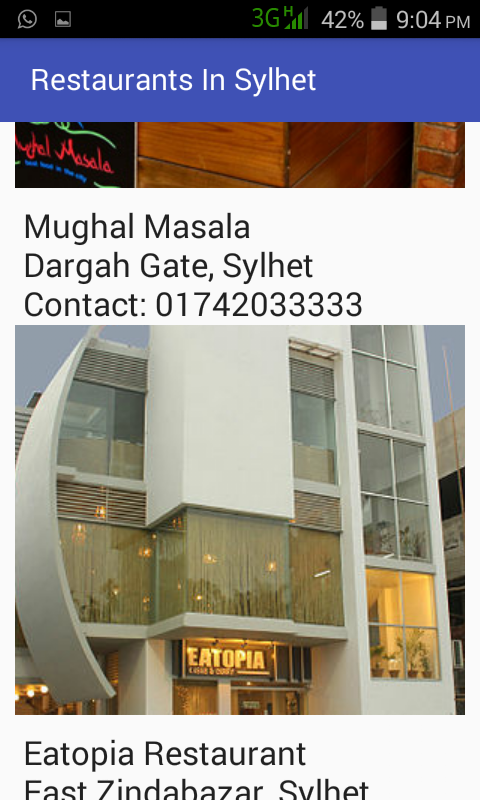 3G H 42% 9:04 PM
Restaurants In Sylhet
Mughal Masala
Mughal Masala
Dargah Gate, Sylhet
Contact: 01742033333
EATOPIA
Eatopia Restaurant
East Zindabazar, Sylhet